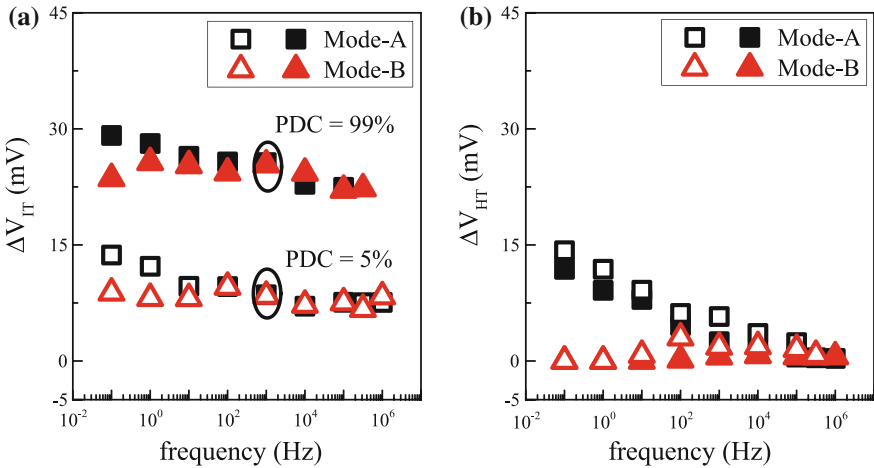 (a)
45
30
15
0
-5
ΔV_IT (mV)
Mode-A
Mode-B
PDC = 99%
PDC = 5%
10^-2 10^0 10^2 10^4 10^6
frequency (Hz)
(b)
45
30
15
0
-5
ΔV_HT (mV)
Mode-A
Mode-B
10^-2 10^0 10^2 10^4 10^6
frequency (Hz)